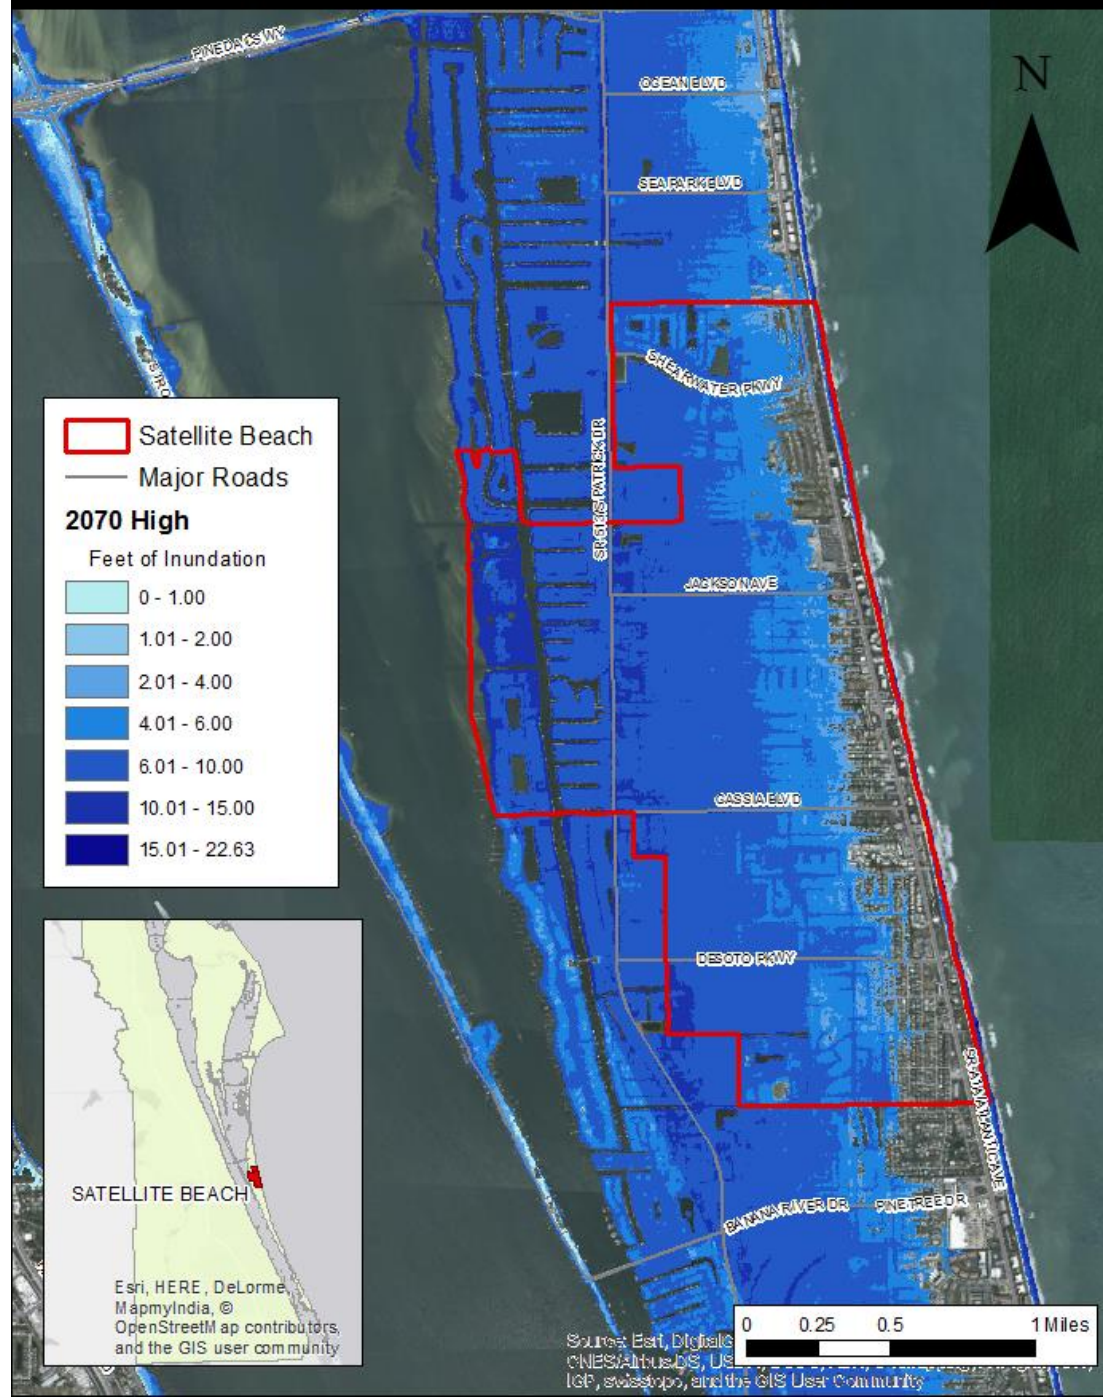 PINEDA CS WY
N
OCEAN BLVD
SEA PARK BLVD
SHEARWATER PKWY
SR 513/S PATRICK DR
JACKSON AVE
CASSIA BLVD
DESOTO PKWY
SR A1A/ATLANTIC AVE
BANANA RIVER DR
PINETREE DR
Satellite Beach
Major Roads
2070 High
Feet of Inundation
0 - 1.00
1.01 - 2.00
2.01 - 4.00
4.01 - 6.00
6.01 - 10.00
10.01 - 15.00
15.01 - 22.63
SATELLITE BEACH
Esri, HERE, DeLorme,
MapmyIndia, ©
OpenStreetMap contributors,
and the GIS user community
0 0.25 0.5 1 Miles
Source: Esri,
CNES/Airbus DS,
IGP, swisstopo, and the GIS User Community